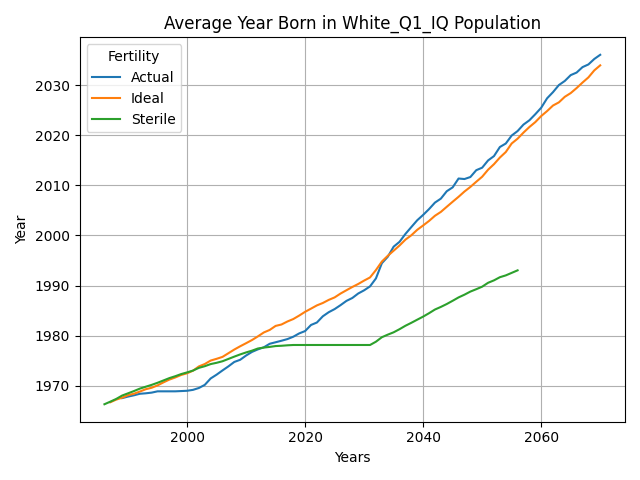 Average Year Born in White_Q1_IQ Population
Fertility
Actual
Ideal
Sterile
2030
2020
2010
2000
1990
1980
1970
Year
2000
2020
2040
2060
Years